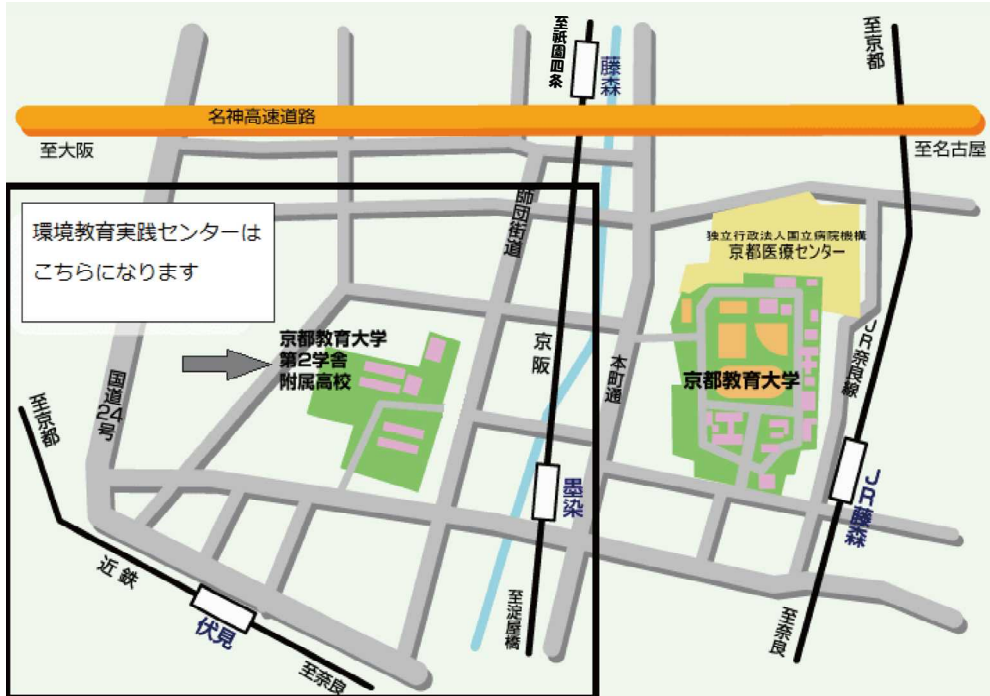 至祇園四条
藤森
至京都
名神高速道路
至大阪
至名古屋
環境教育実践センターは
こちらになります
師団街道
独立行政法人国立病院機構
京都医療センター
京都教育大学
第2学舎
附属高校
京阪
本町通
京都教育大学
JR奈良線
国道24号
至京都
墨染
JR藤森
近鉄
伏見
至奈良
至淀屋橋
至奈良